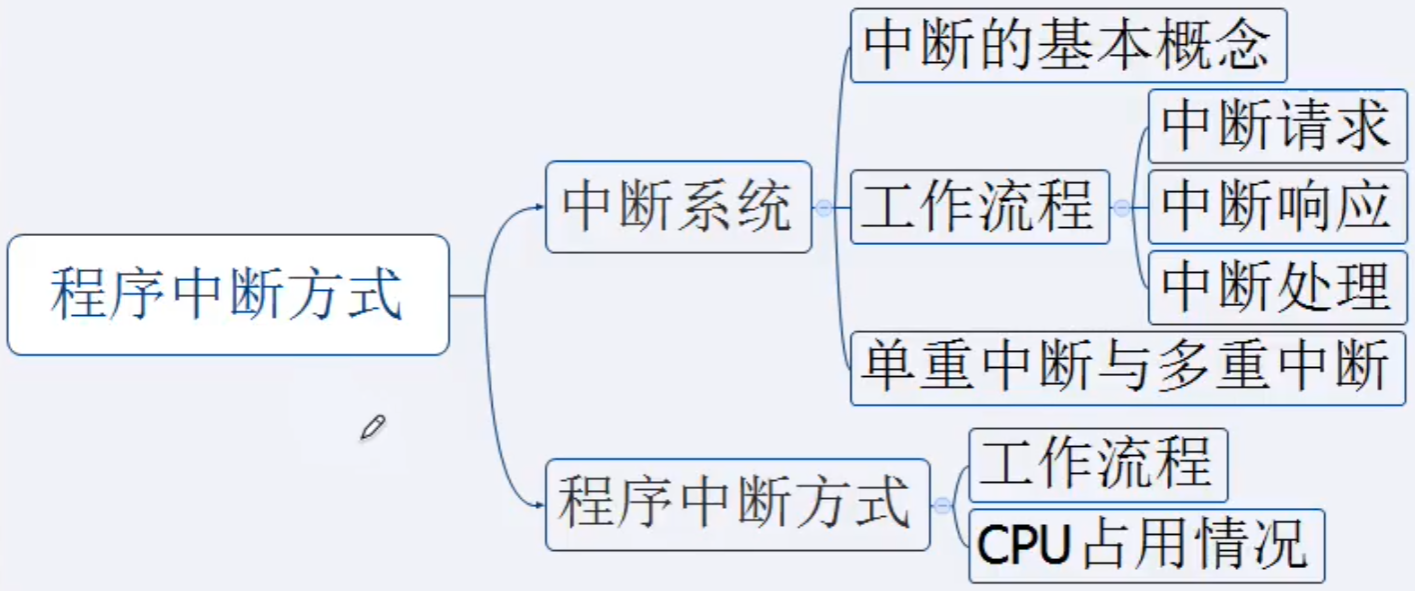 程序中断方式
中断系统
中断的基本概念
工作流程
中断请求
中断响应
中断处理
单重中断与多重中断
程序中断方式
工作流程
CPU占用情况